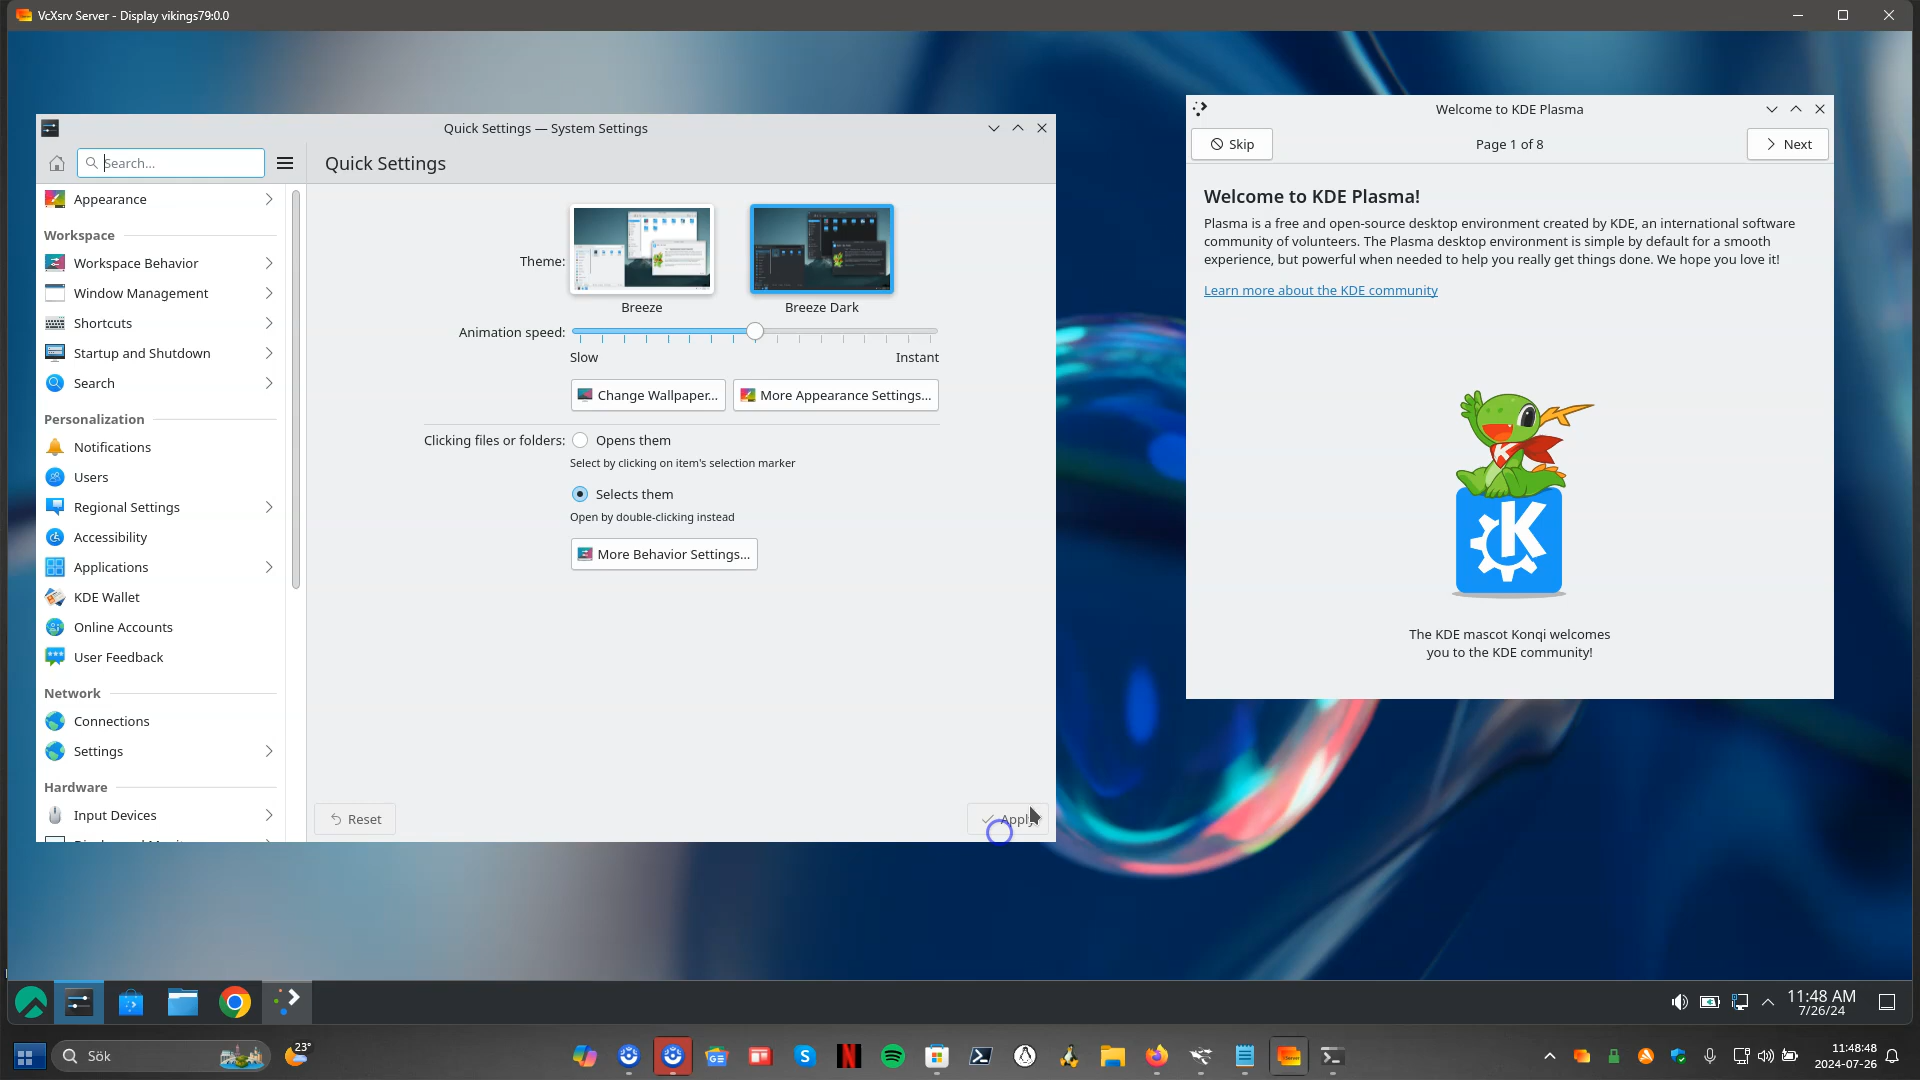 VcXsrv Server - Display vikings79:0.0
Quick Settings — System Settings
Search...
Quick Settings
Appearance
Workspace
Workspace Behavior
Window Management
Shortcuts
Startup and Shutdown
Search
Personalization
Notifications
Users
Regional Settings
Accessibility
Applications
KDE Wallet
Online Accounts
User Feedback
Network
Connections
Settings
Hardware
Input Devices
Theme:
Breeze
Breeze Dark
Animation speed:
Slow
Instant
Change Wallpaper...
More Appearance Settings...
Clicking files or folders:
Opens them
Select by clicking on item's selection marker
Selects them
Open by double-clicking instead
More Behavior Settings...
Reset
Apply
Welcome to KDE Plasma
Skip
Page 1 of 8
Next
Welcome to KDE Plasma!
Plasma is a free and open-source desktop environment created by KDE, an international software
community of volunteers. The Plasma desktop environment is simple by default for a smooth
experience, but powerful when needed to help you really get things done. We hope you love it!
Learn more about the KDE community
The KDE mascot Konqi welcomes
you to the KDE community!
11:48 AM
7/26/24
Sök
23°
11:48:48
2024-07-26